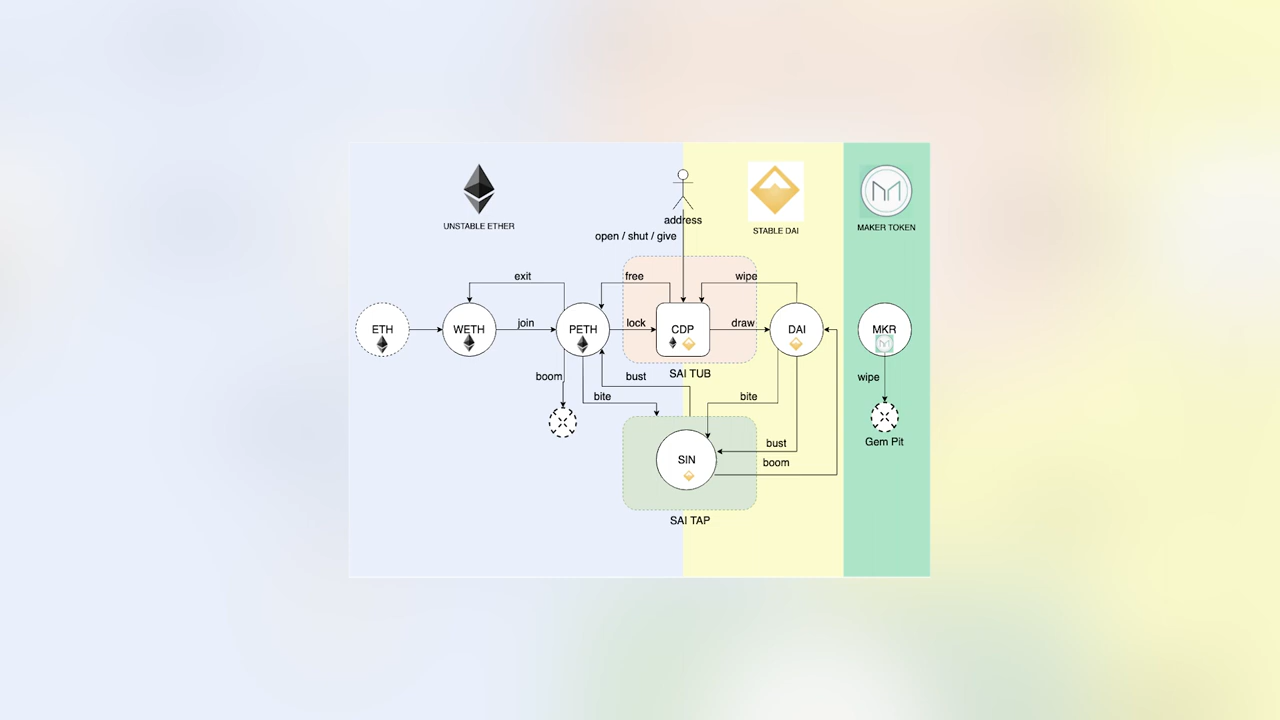 address
UNSTABLE ETHER
STABLE DAI
MAKER TOKEN
open / shut / give
exit
free
wipe
ETH
WETH
join
PETH
lock
CDP
draw
DAI
MKR
SAI TUB
boom
bust
wipe
bite
bite
Gem Pit
bust
SIN
boom
SAI TAP